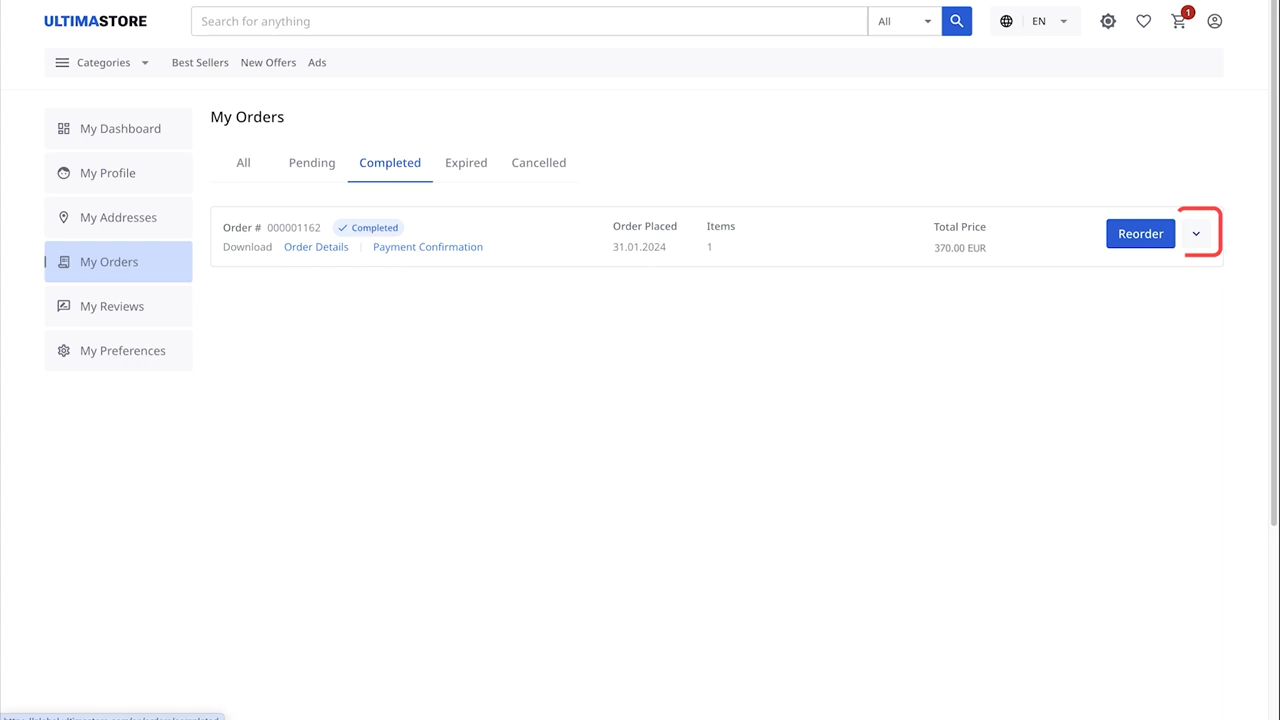 ULTIMASTORE
Search for anything
All
EN
1
Categories
Best Sellers
New Offers
Ads
My Dashboard
My Profile
My Addresses
My Orders
My Reviews
My Preferences
My Orders
All
Pending
Completed
Expired
Cancelled
Order # 000001162
Completed
Download Order Details | Payment Confirmation
Order Placed
31.01.2024
Items
1
Total Price
370.00 EUR
Reorder